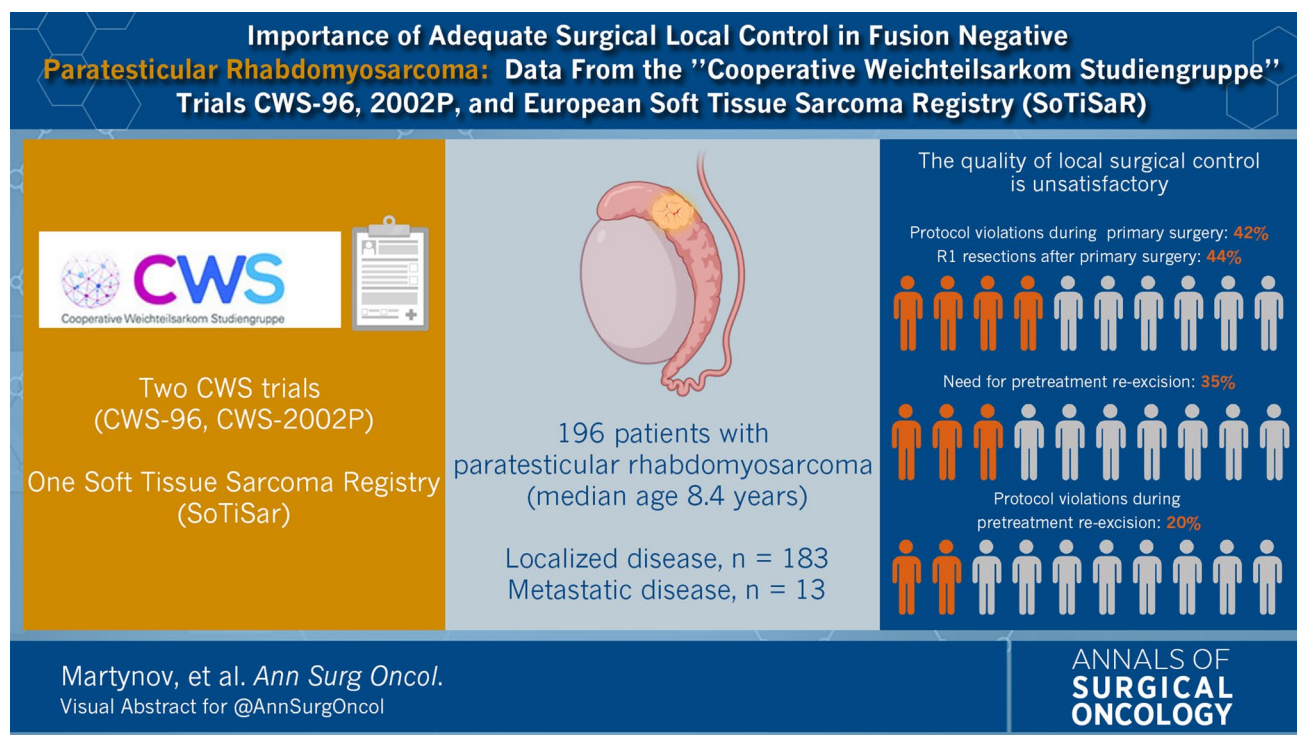 Importance of Adequate Surgical Local Control in Fusion Negative
Paratesticular Rhabdomyosarcoma: Data From the ''Cooperative Weichteilsarkom Studiengruppe''
Trials CWS-96, 2002P, and European Soft Tissue Sarcoma Registry (SoTiSaR)
CWS
Cooperative Weichteilsarkom Studiengruppe
Two CWS trials
(CWS-96, CWS-2002P)
One Soft Tissue Sarcoma Registry
(SoTiSar)
196 patients with
paratesticular rhabdomyosarcoma
(median age 8.4 years)
Localized disease, n = 183
Metastatic disease, n = 13
The quality of local surgical control
is unsatisfactory
Protocol violations during primary surgery: 42%
R1 resections after primary surgery: 44%
Need for pretreatment re-excision: 35%
Protocol violations during
pretreatment re-excision: 20%
Martynov, et al. Ann Surg Oncol.
Visual Abstract for @AnnSurgOncol
ANNALS OF
SURGICAL
ONCOLOGY